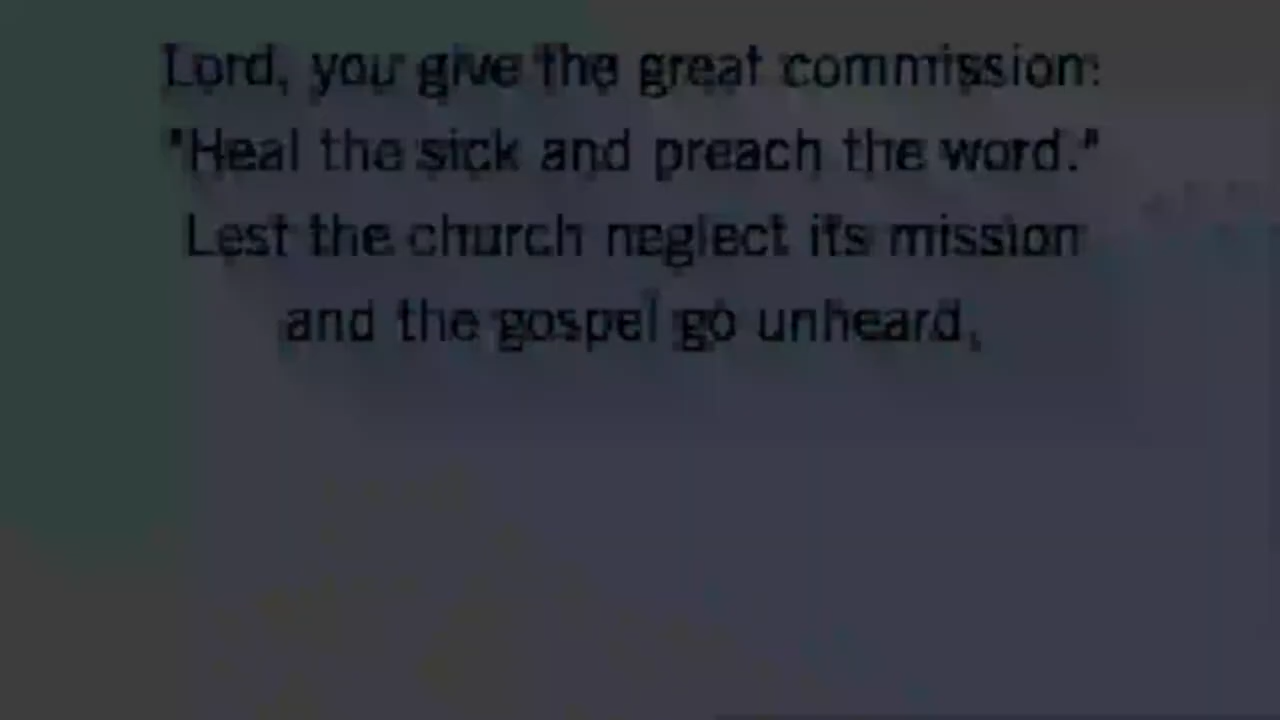 Lord, you give the great commission:
"Heal the sick and preach the word."
Lest the church neglect its mission
and the gospel go unheard,